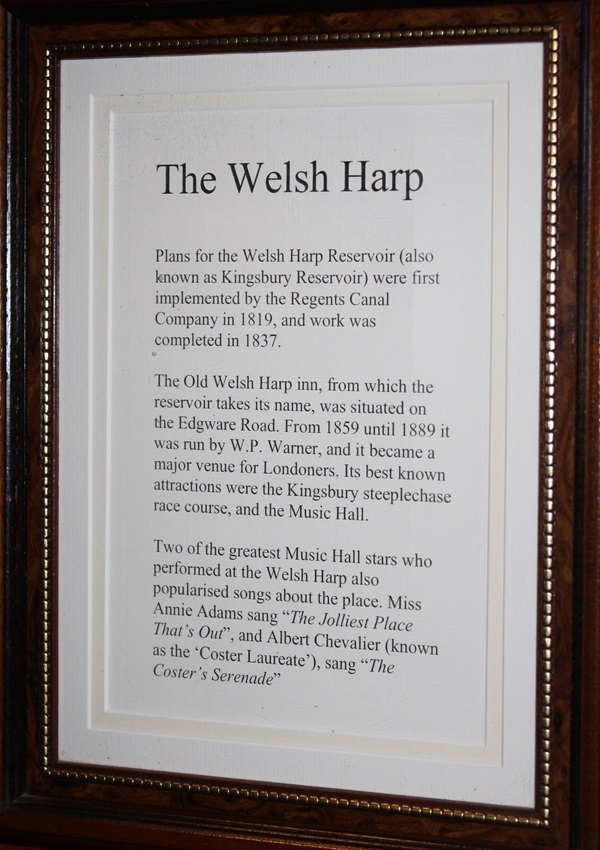 The Welsh Harp
Plans for the Welsh Harp Reservoir (also
known as Kingsbury Reservoir) were first
implemented by the Regents Canal
Company in 1819, and work was
completed in 1837.
The Old Welsh Harp inn, from which the
reservoir takes its name, was situated on
the Edgware Road. From 1859 until 1889 it
was run by W.P. Warner, and it became a
major venue for Londoners. Its best known
attractions were the Kingsbury steeplechase
race course, and the Music Hall.
Two of the greatest Music Hall stars who
performed at the Welsh Harp also
popularised songs about the place. Miss
Annie Adams sang “The Jolliest Place
That’s Out”, and Albert Chevalier (known
as the ‘Coster Laureate’), sang “The
Coster’s Serenade”